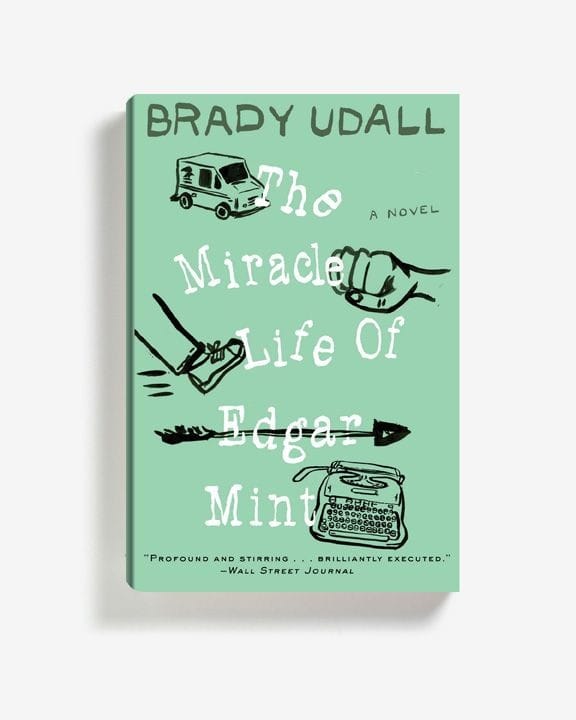 BRADY UDALL
The
A NOVEL
Miracle
Life Of
Edgar
Mint
"PROFOUND AND STIRRING . . . BRILLIANTLY EXECUTED."
—WALL STREET JOURNAL